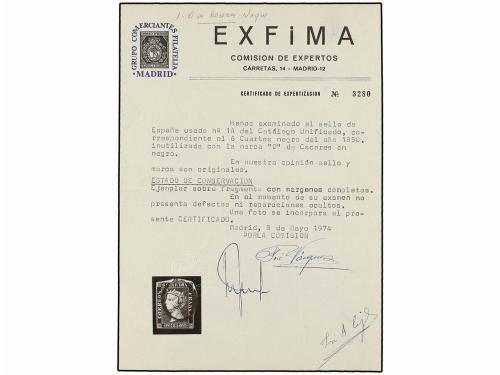 GRUPO COMERCIANTES FILATELIA
MADRID
EXFiMA
COMISION DE EXPERTOS
CARRETAS, 14 - MADRID-12
CERTIFICADO DE EXPERTIZACION Nº 3280
Hemos examinado el sello de
España usado nº 1A del Catálogo Unificado, co-
rrespondiente al 6 Cuartos negro del año 1850.
inutilizado con la marca "D" de Caceres en
negro.
En nuestra opinión sello y
marca son originales.
ESTADO DE CONSERVACION
Ejemplar sobre fragmento con margenes completos.
En el momento de su examen no
presenta defectos ni reparaciones ocultos.
Una foto se incorpora al pre-
sente CERTIFICADO.
Madrid, 8 de Mayo 1974
PORLA COMISION